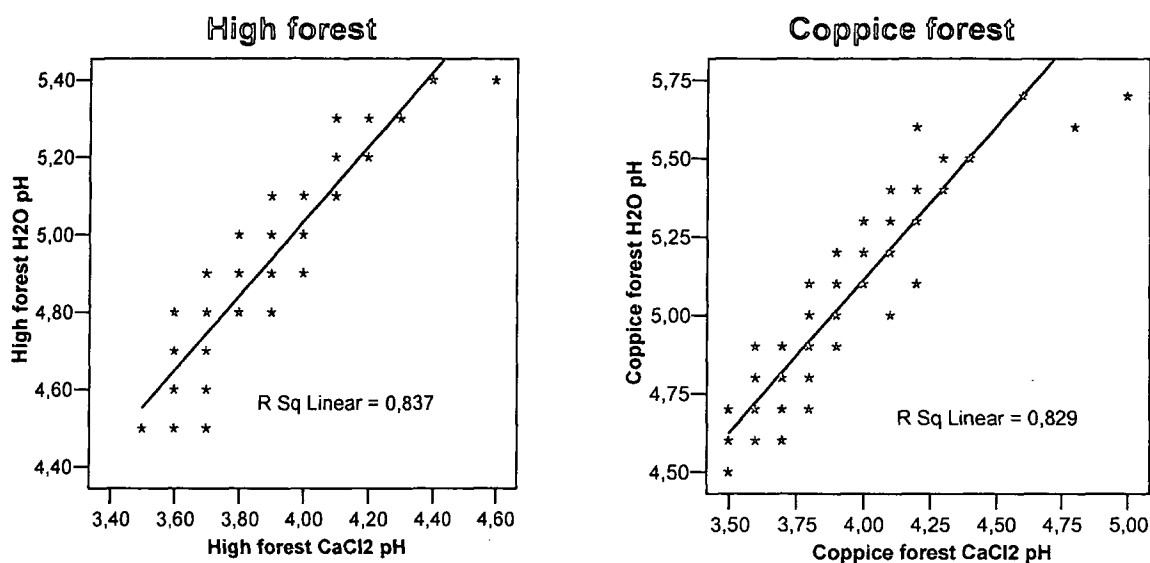 High forest
High forest H2O pH
5,40
5,20
5,00
4,80
4,60
4,40
R Sq Linear = 0,837
3,40 3,60 3,80 4,00 4,20 4,40 4,60
High forest CaCl2 pH
Coppice forest
Coppice forest H2O pH
5,75
5,50
5,25
5,00
4,75
4,50
R Sq Linear = 0,829
3,50 3,75 4,00 4,25 4,50 4,75 5,00
Coppice forest CaCl2 pH